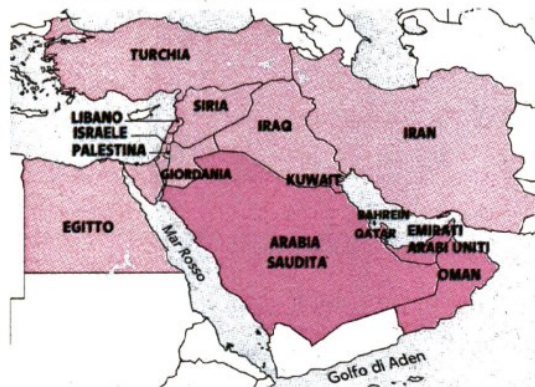 TURCHIA
SIRIA
LIBANO
ISRAELE
PALESTINA
IRAQ
IRAN
GIORDANIA
KUWAIT
EGITTO
BAHREIN
QATAR
EMIRATI
ARABI UNITI
ARABIA
SAUDITA
OMAN
Mar Rosso
Golfo di Aden